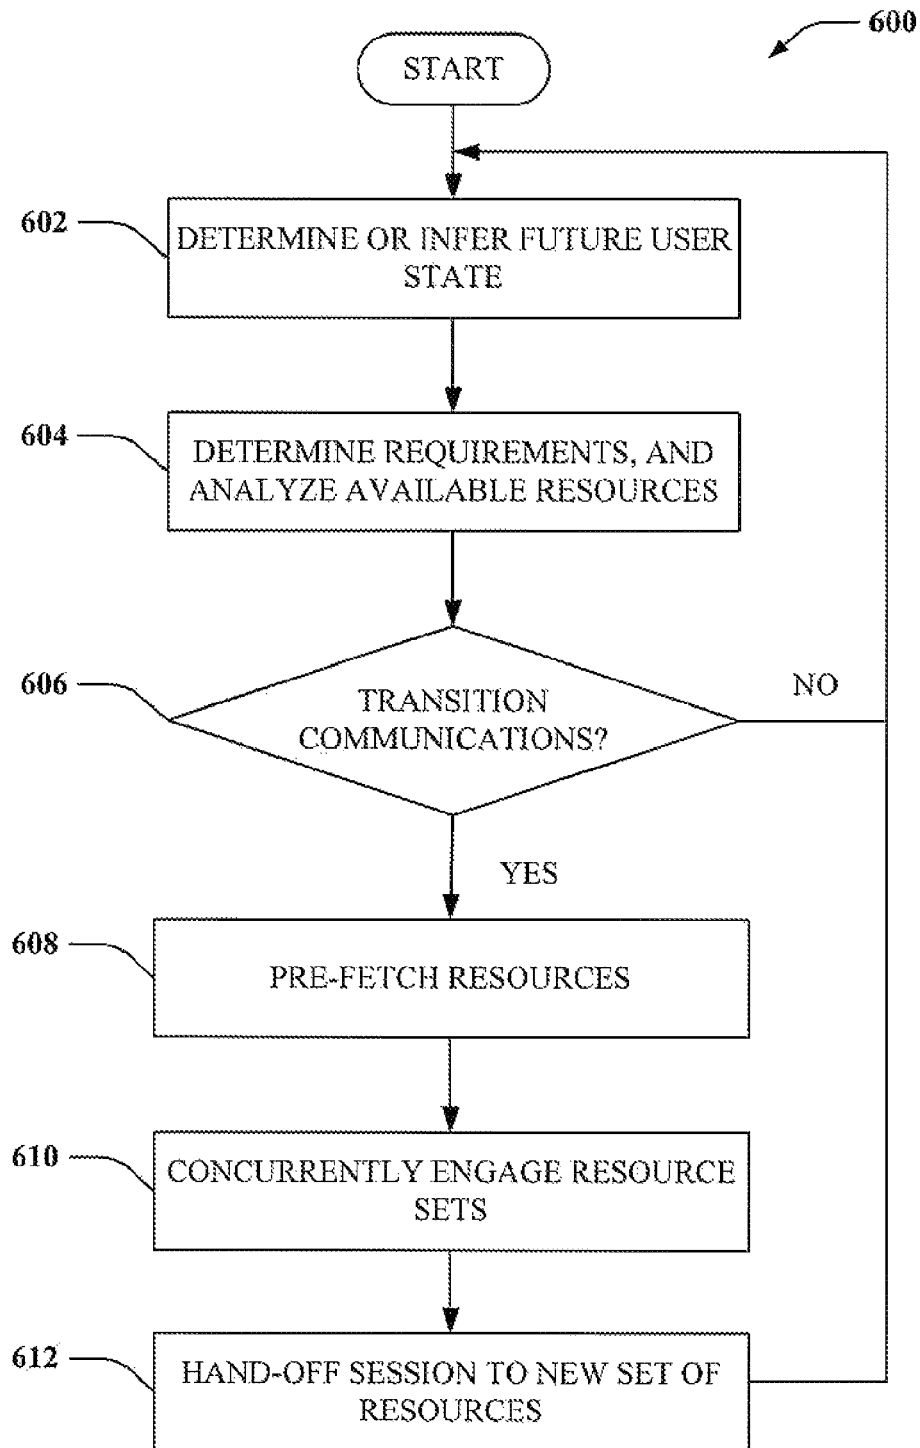 600
START
602
DETERMINE OR INFER FUTURE USER
STATE
604
DETERMINE REQUIREMENTS, AND
ANALYZE AVAILABLE RESOURCES
606
TRANSITION
COMMUNICATIONS?
NO
YES
608
PRE-FETCH RESOURCES
610
CONCURRENTLY ENGAGE RESOURCE
SETS
612
HAND-OFF SESSION TO NEW SET OF
RESOURCES